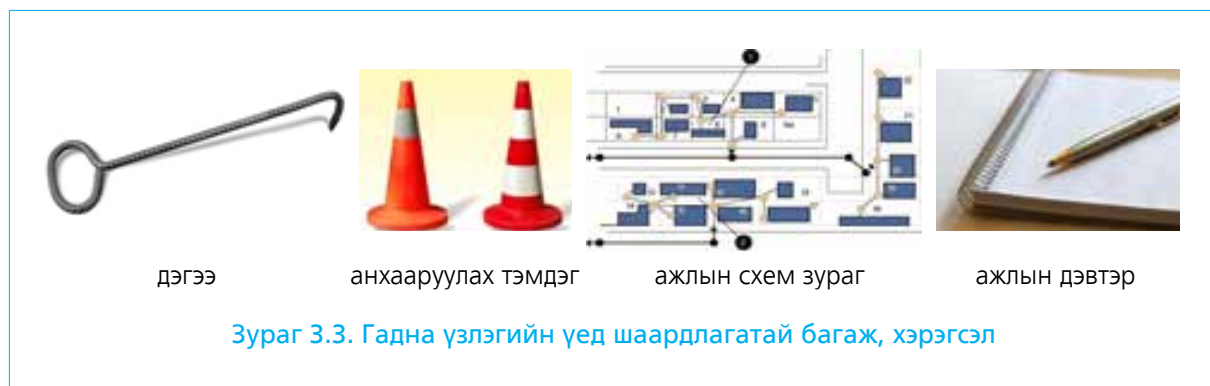 дэгээ
анхааруулах тэмдэг
ажлын схем зураг
ажлын дэвтэр
Зураг 3.3. Гадна үзлэгийн үед шаардлагатай багаж, хэрэгсэл